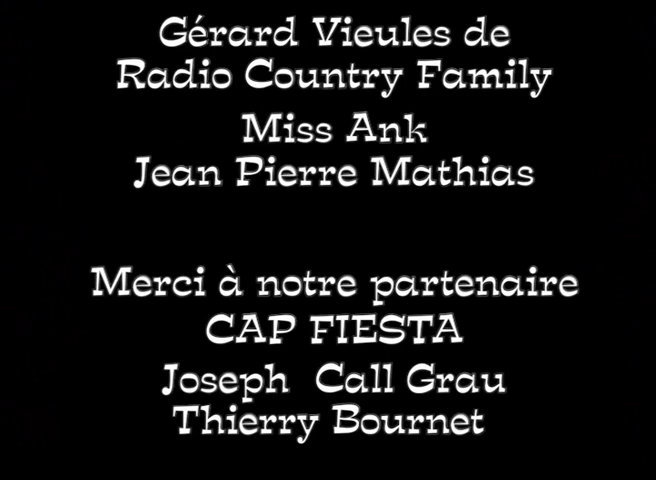 Gérard Vieules de
Radio Country Family
Miss Ank
Jean Pierre Mathias
Merci à notre partenaire
CAP FIESTA
Joseph Call Grau
Thierry Bournet